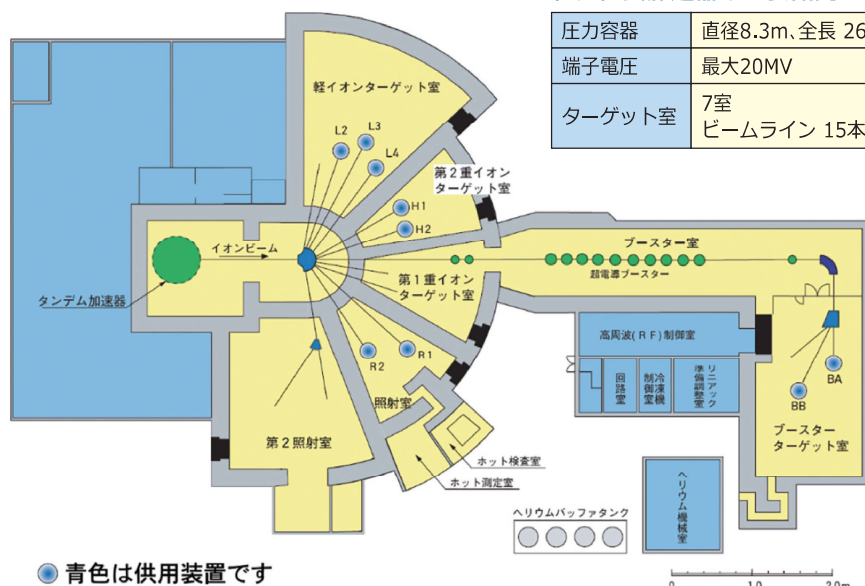 圧力容器
直径8.3m、全長 26
端子電圧
最大20MV
ターゲット室
7室
ビームライン 15本
軽イオンターゲット室
L2
L3
L4
第2重イオン
ターゲット室
H1
H2
イオンビーム
タンデム加速器
第1重イオン
ターゲット室
ブースター室
超電導ブースター
R1
R2
照射室
第2照射室
ホット検査室
ホット測定室
高周波(RF)制御室
回路室
冷凍機
制御室
リニアック
準備調整室
BA
BB
ブースター
ターゲット室
ヘリウムバッファタンク
ヘリウム機械室
青色は供用装置です
0
10
20m